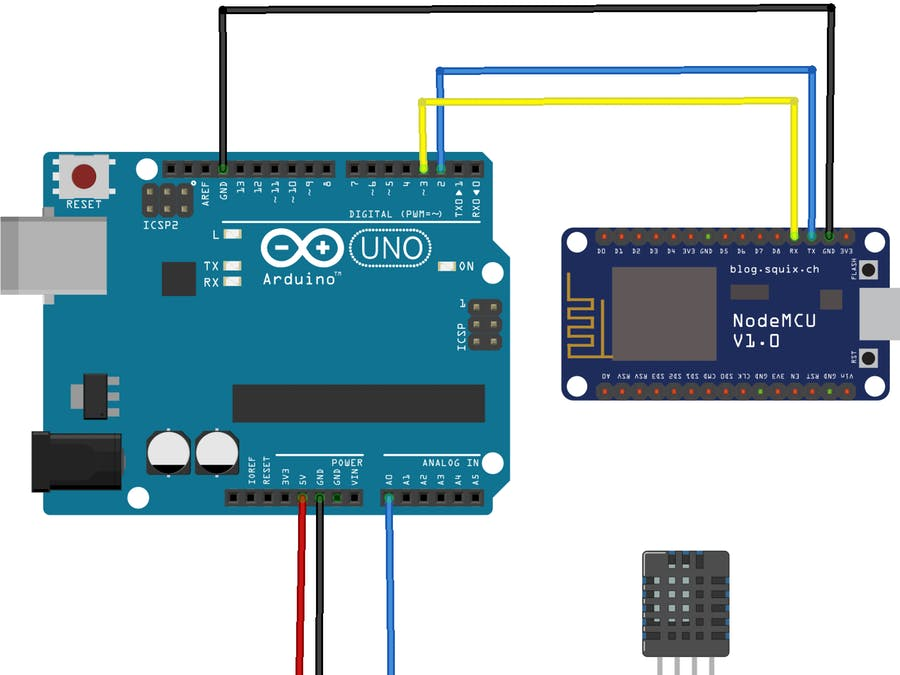 RESET
ICSP2
AREF
GND
13
12
~11
~10
~9
8
7
~6
~5
4
~3
2
TXO▶1
RXO◀0
DIGITAL (PWM=~)
L
TX
RX
UNO
Arduino™
ON
1
ICSP
POWER
ANALOG IN
IOREF
RESET
3V3
5V
GND
GND
VIN
A0
A1
A2
A3
A4
A5
D0 D1 D2 D3 D4 3V3 GND D5 D6 D7 D8 RX TX GND 3V3
blog.squix.ch
FLASH
NodeMCU
V1.0
RST
A0 RSV RSV SD3 SD2 SD1 CMD SD0 CLK GND 3V3 EN RST GND Vin